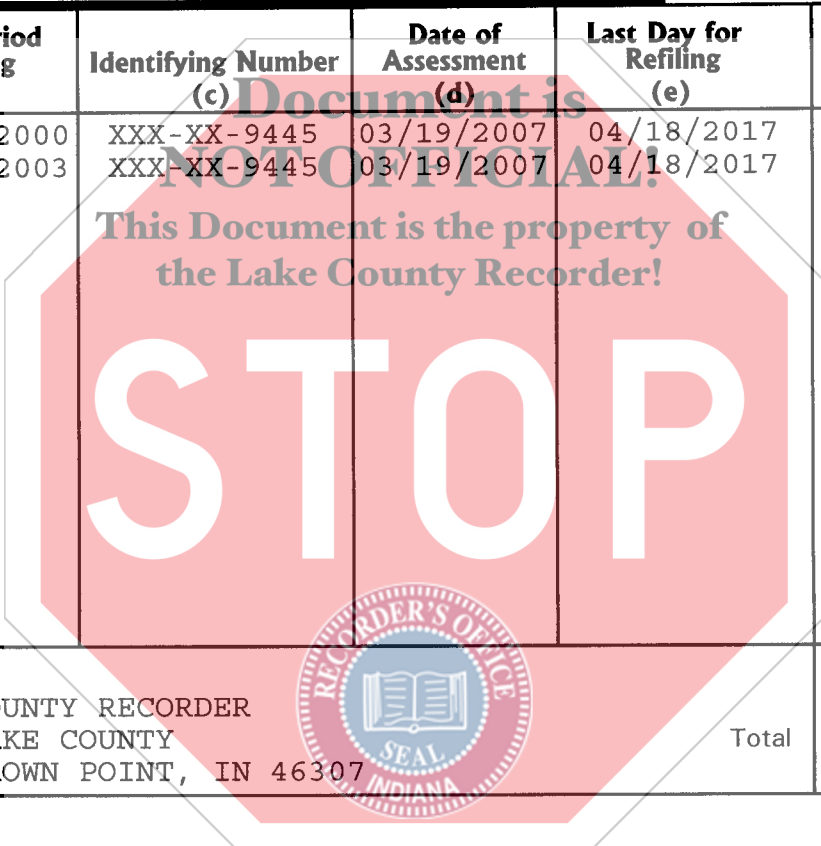 riod
g
Identifying Number
(c)
Date of
Assessment
(d)
Last Day for
Refiling
(e)
2000 XXX-XX-9445 03/19/2007 04/18/2017
2003 XXX-XX-9445 03/19/2007 04/18/2017
Document is
NOT OFFICIAL!
This Document is the property of
the Lake County Recorder!
STOP
RECORDER'S OFFICE
SEAL
INDIANA
OUNTY RECORDER
AKE COUNTY
OWN POINT, IN 46307
Total